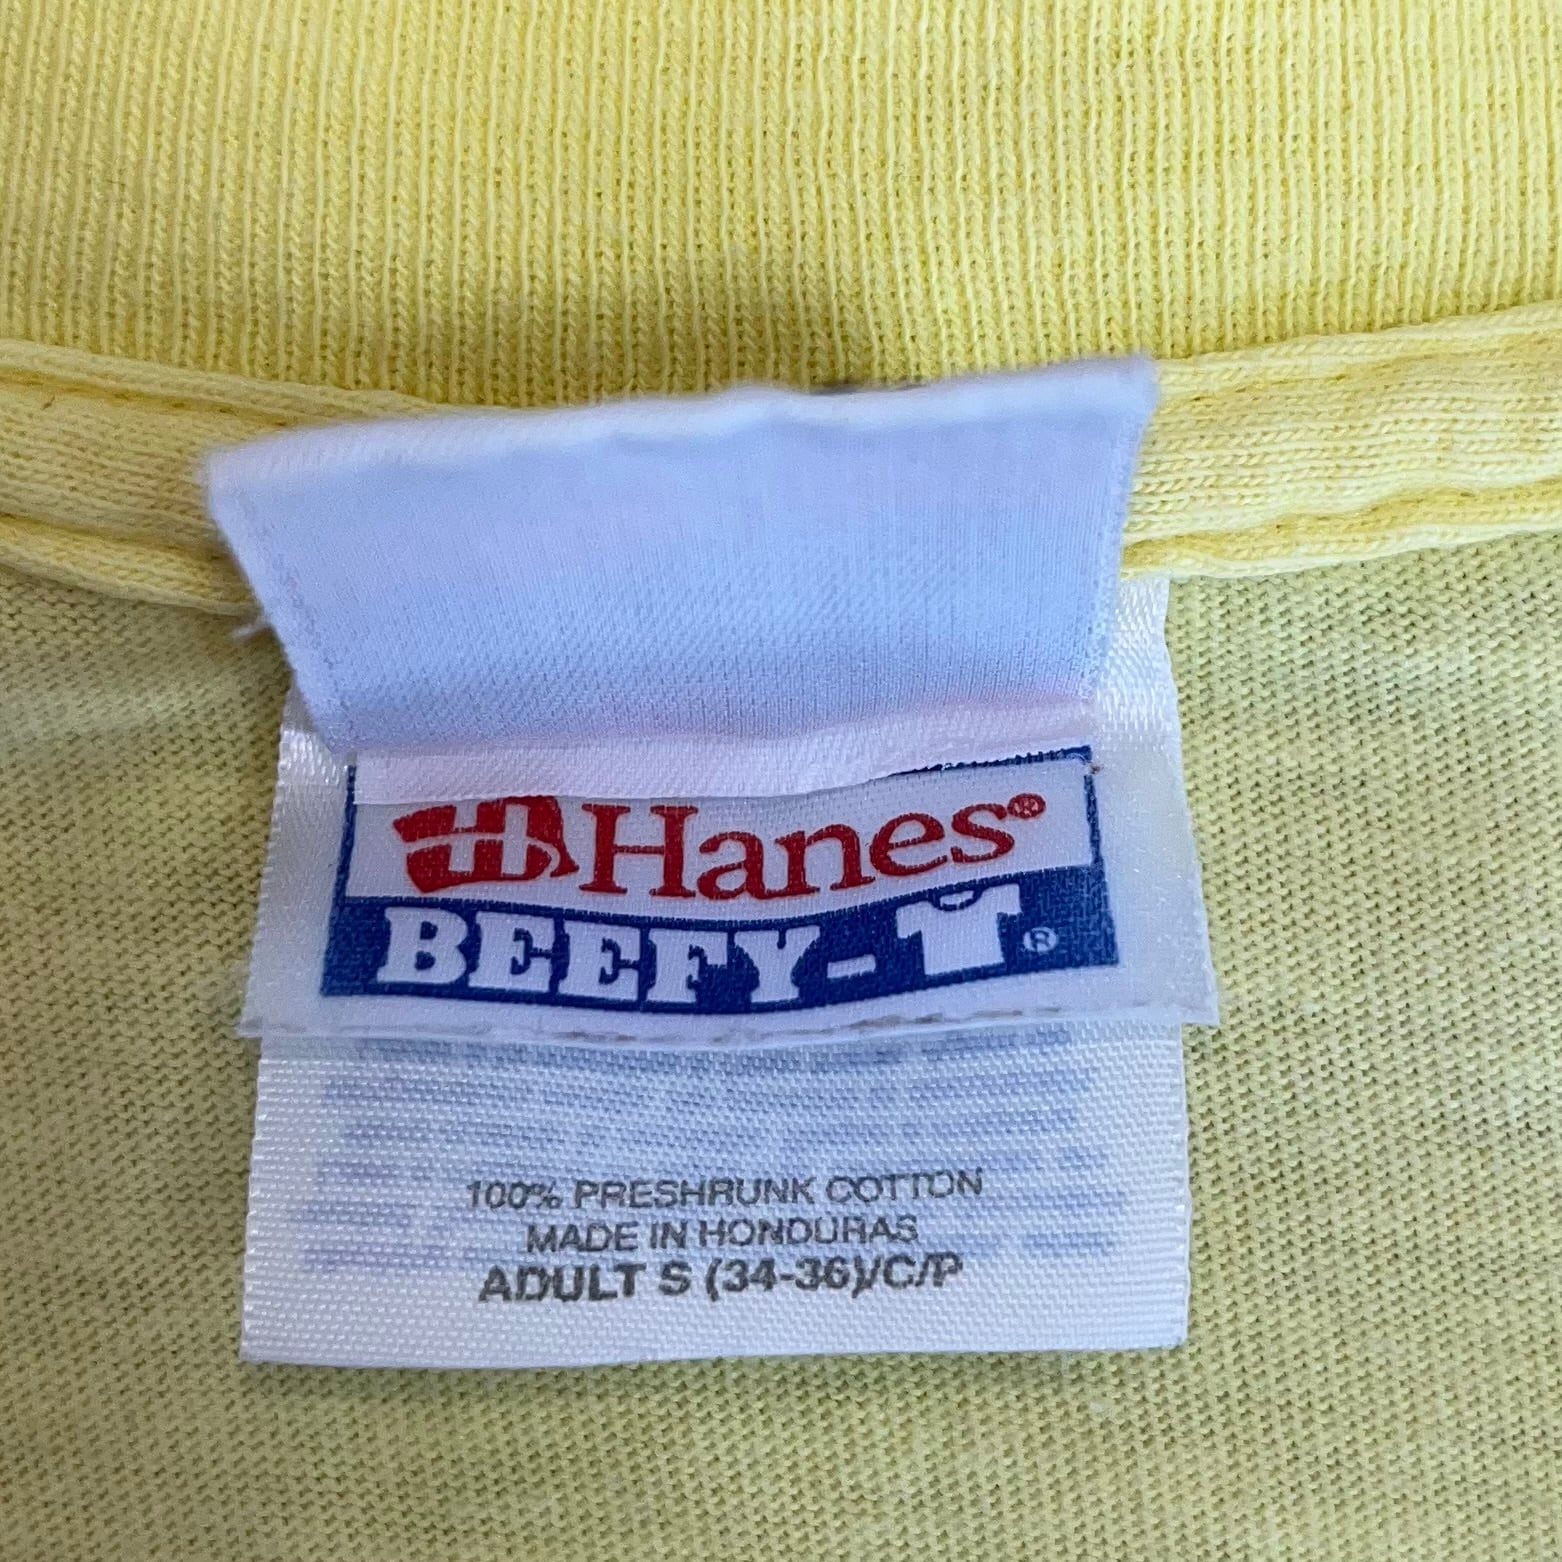 H Hanes®
BEEFY-T®
100% PRESHRUNK COTTON
MADE IN HONDURAS
ADULT S (34-36)/C/P